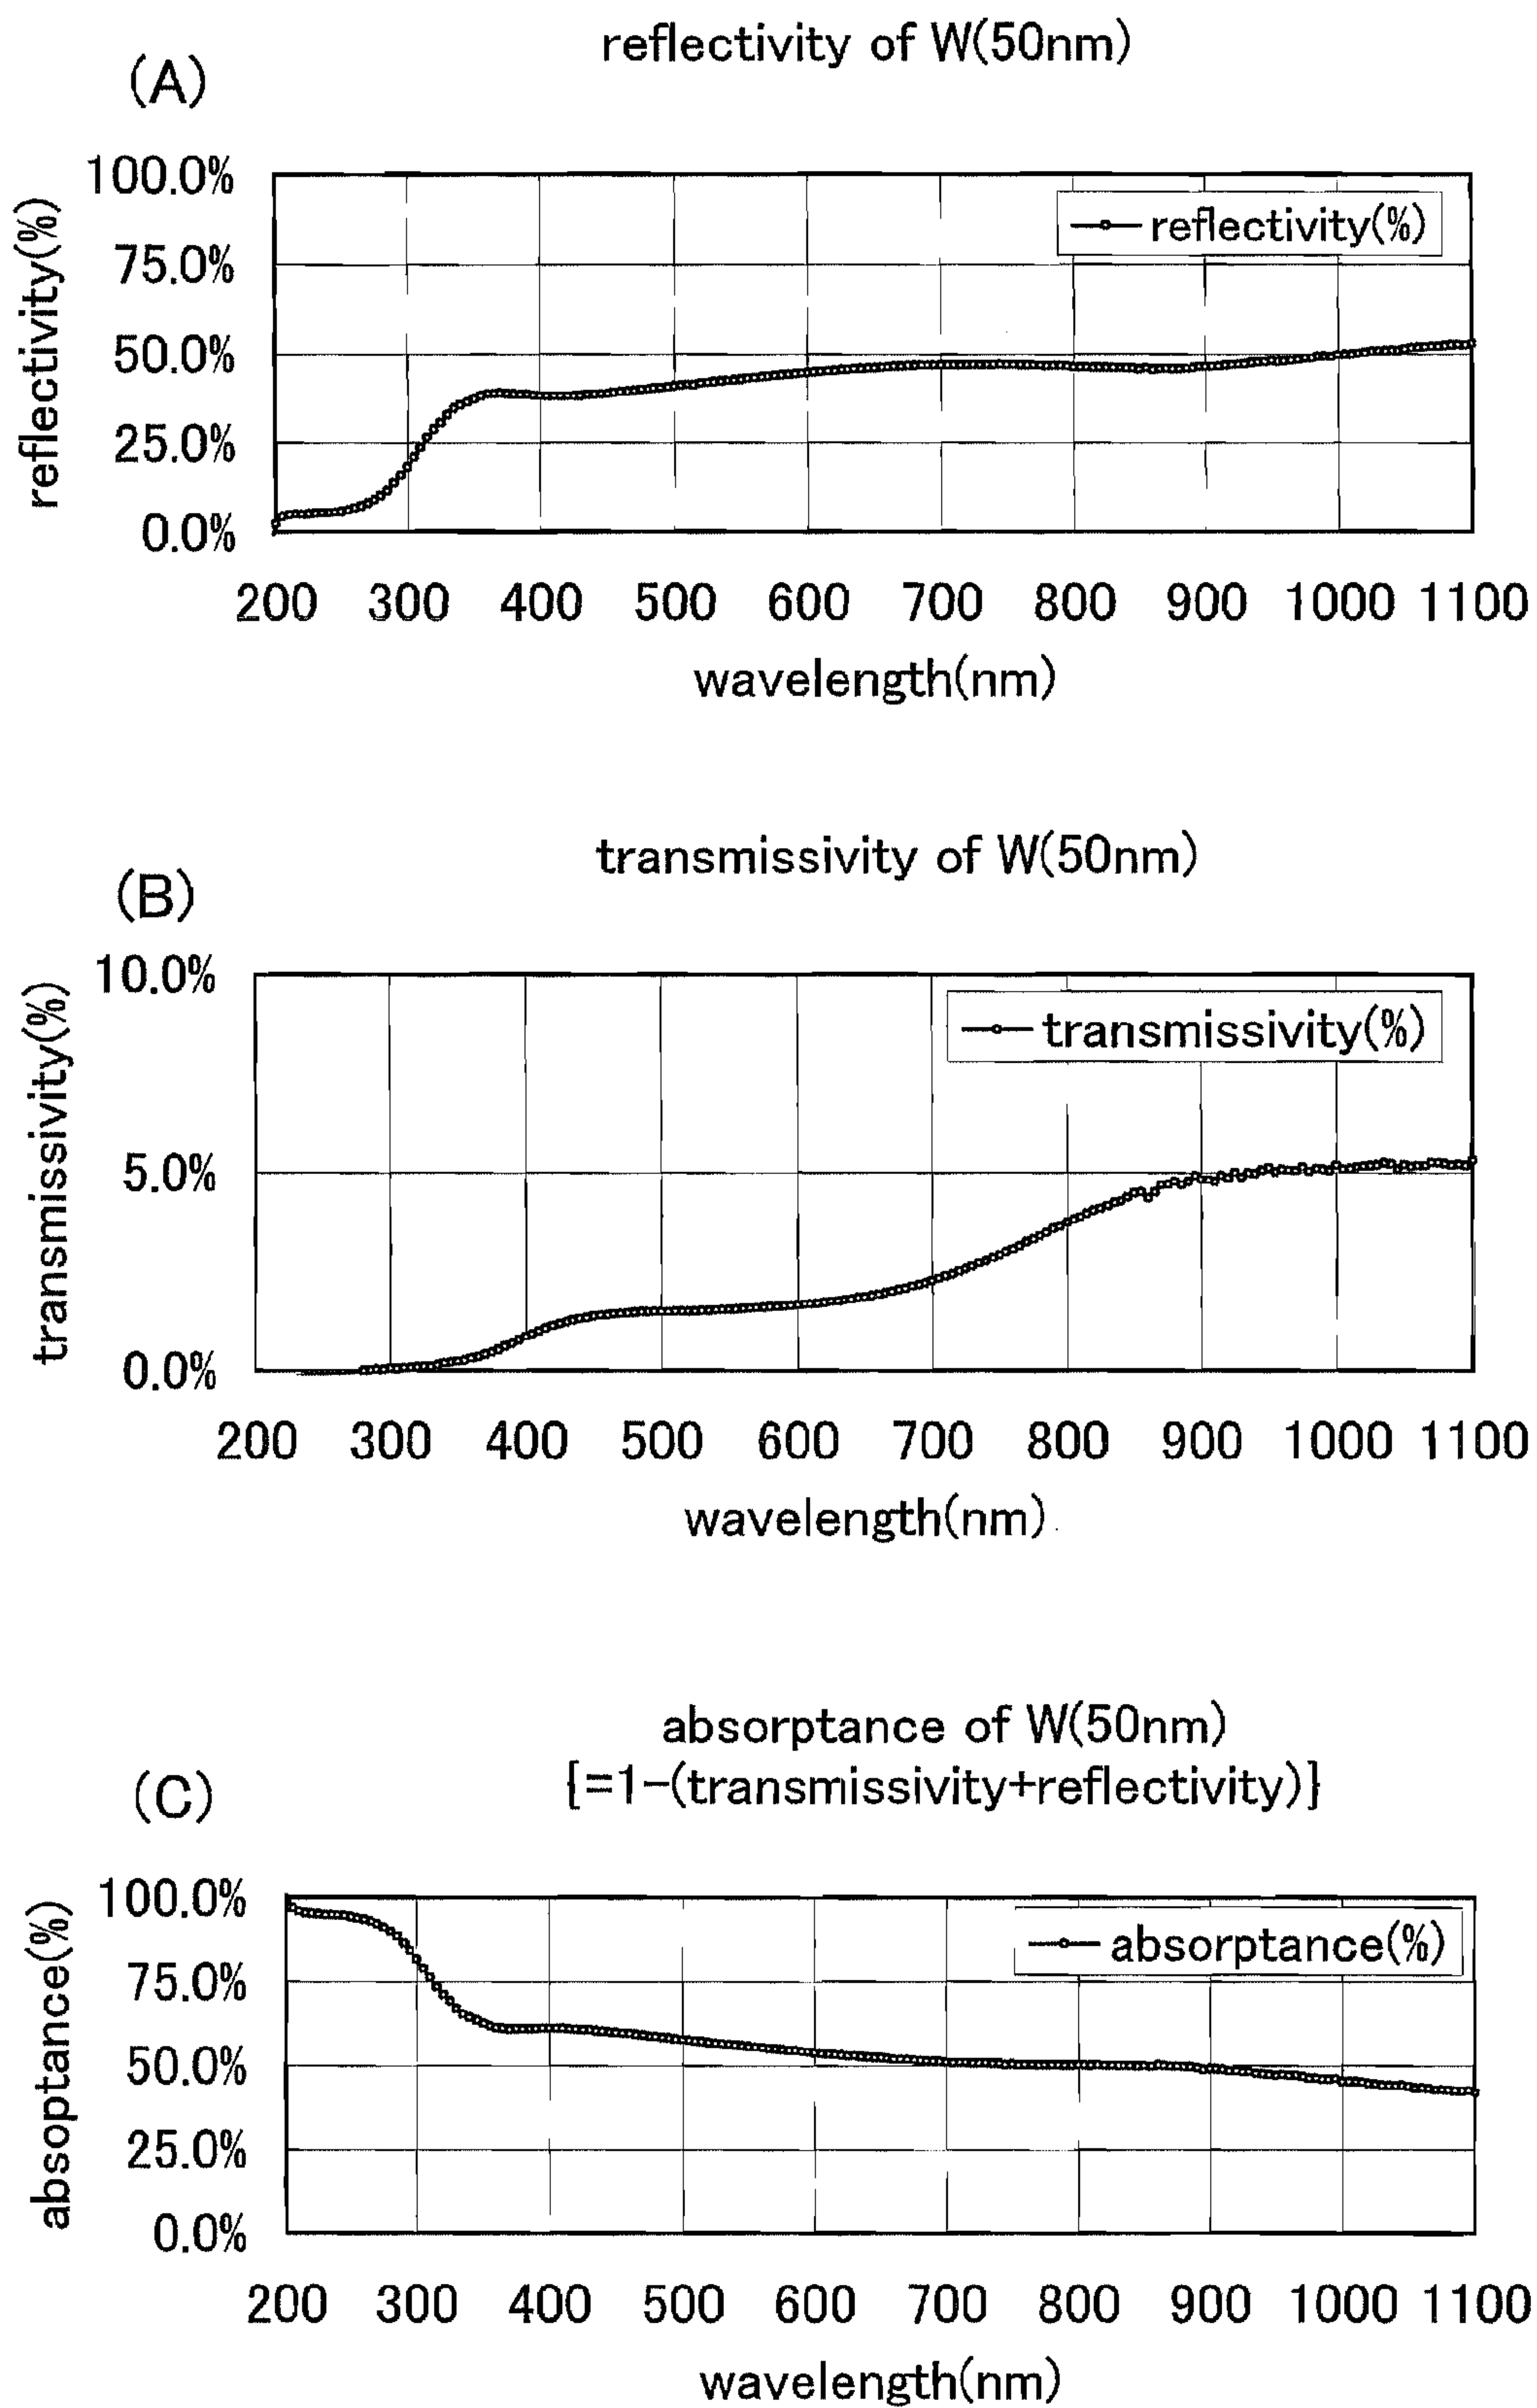 reflectivity of W(50nm)
(A)
100.0%
75.0%
50.0%
25.0%
0.0%
reflectivity(%)
reflectivity(%)
200 300 400 500 600 700 800 900 1000 1100
wavelength(nm)
transmissivity of W(50nm)
(B)
10.0%
5.0%
0.0%
transmissivity(%)
transmissivity(%)
200 300 400 500 600 700 800 900 1000 1100
wavelength(nm)
absorptance of W(50nm)
{=1-(transmissivity+reflectivity)}
(C)
100.0%
75.0%
50.0%
25.0%
0.0%
absoptance(%)
absorptance(%)
200 300 400 500 600 700 800 900 1000 1100
wavelength(nm)